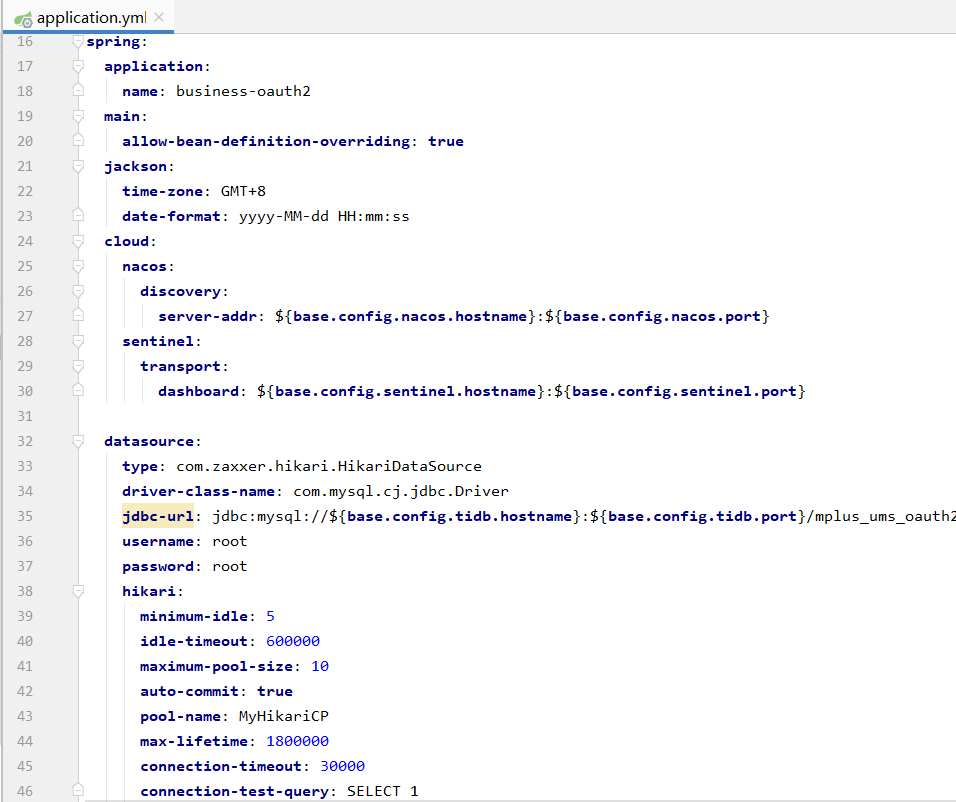 application.yml
16 spring:
17 application:
18 name: business-oauth2
19 main:
20 allow-bean-definition-overriding: true
21 jackson:
22 time-zone: GMT+8
23 date-format: yyyy-MM-dd HH:mm:ss
24 cloud:
25 nacos:
26 discovery:
27 server-addr: ${base.config.nacos.hostname}:${base.config.nacos.port}
28 sentinel:
29 transport:
30 dashboard: ${base.config.sentinel.hostname}:${base.config.sentinel.port}
31
32 datasource:
33 type: com.zaxxer.hikari.HikariDataSource
34 driver-class-name: com.mysql.cj.jdbc.Driver
35 jdbc-url: jdbc:mysql://${base.config.tidb.hostname}:${base.config.tidb.port}/mplus_ums_oauth2
36 username: root
37 password: root
38 hikari:
39 minimum-idle: 5
40 idle-timeout: 600000
41 maximum-pool-size: 10
42 auto-commit: true
43 pool-name: MyHikariCP
44 max-lifetime: 1800000
45 connection-timeout: 30000
46 connection-test-query: SELECT 1